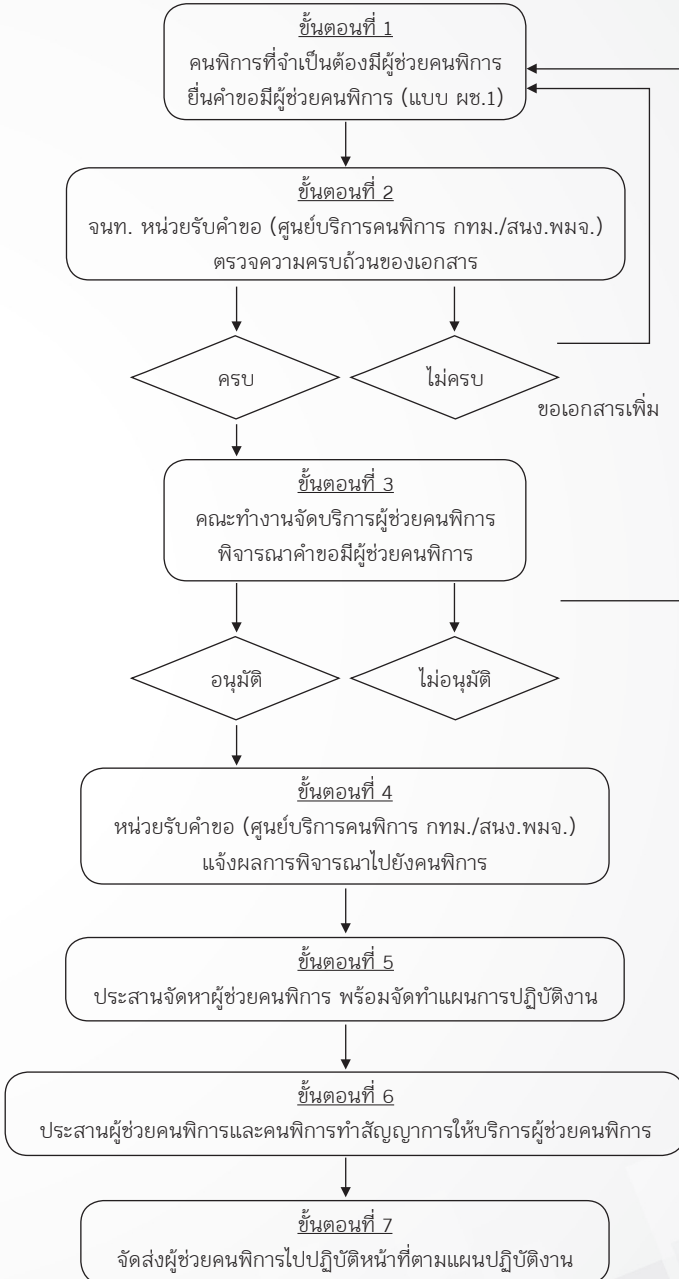 ขั้นตอนที่ 1
คนพิการที่จำเป็นต้องมีผู้ช่วยคนพิการ
ยื่นคำขอมีผู้ช่วยคนพิการ (แบบ ผช.1)
ขั้นตอนที่ 2
จนท. หน่วยรับคำขอ (ศูนย์บริการคนพิการ กทม./สนง.พมจ.)
ตรวจความครบถ้วนของเอกสาร
ครบ
ไม่ครบ
ขอเอกสารเพิ่ม
ขั้นตอนที่ 3
คณะทำงานจัดบริการผู้ช่วยคนพิการ
พิจารณาคำขอมีผู้ช่วยคนพิการ
อนุมัติ
ไม่อนุมัติ
ขั้นตอนที่ 4
หน่วยรับคำขอ (ศูนย์บริการคนพิการ กทม./สนง.พมจ.)
แจ้งผลการพิจารณาไปยังคนพิการ
ขั้นตอนที่ 5
ประสานจัดหาผู้ช่วยคนพิการ พร้อมจัดทำแผนการปฏิบัติงาน
ขั้นตอนที่ 6
ประสานผู้ช่วยคนพิการและคนพิการทำสัญญาการให้บริการผู้ช่วยคนพิการ
ขั้นตอนที่ 7
จัดส่งผู้ช่วยคนพิการไปปฏิบัติหน้าที่ตามแผนปฏิบัติงาน